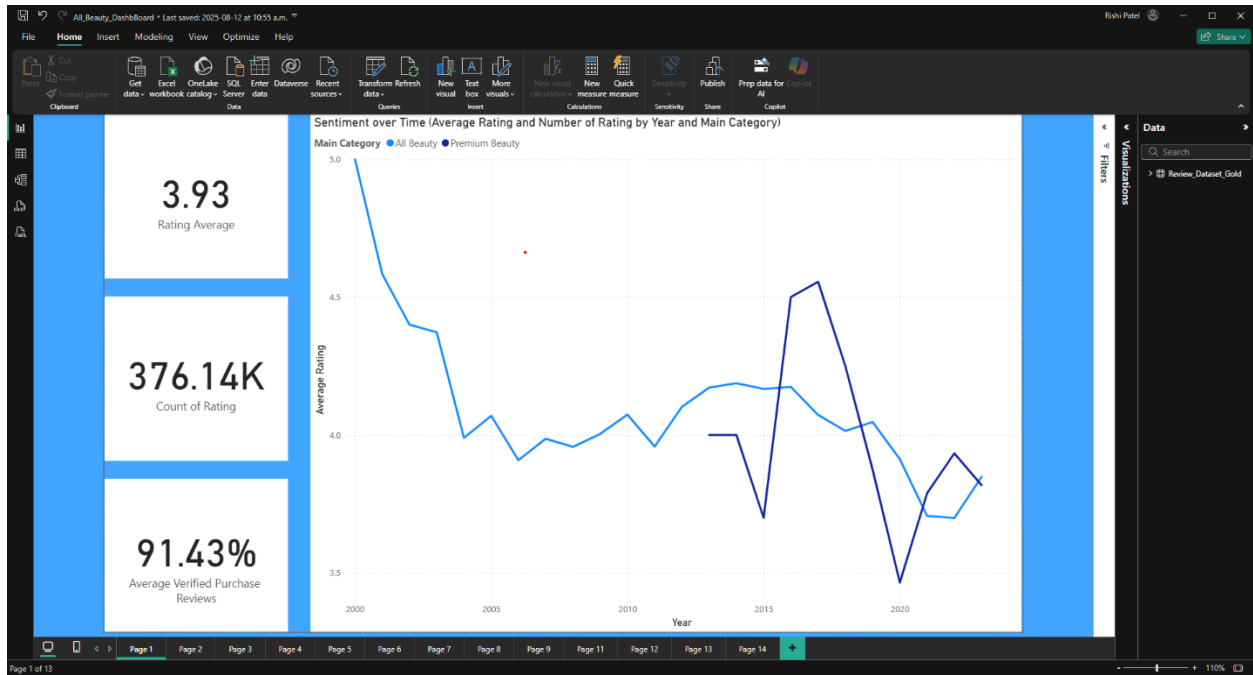 All_Beauty_DashbBoard • Last saved: 2025-08-12 at 10:55 a.m.
Rishi Patel
File Home Insert Modeling View Optimize Help
Share
Paste
Cut
Copy
Format painter
Clipboard
Get data
Excel workbook
OneLake catalog
SQL Server
Enter data
Dataverse
Recent sources
Data
Transform data
Refresh
Queries
New visual
Text box
More visuals
Insert
New visual calculation
New measure
Quick measure
Calculations
Sensitivity
Sensitivity
Publish
Share
Prep data for AI
Copilot
Copilot
3.93
Rating Average
376.14K
Count of Rating
91.43%
Average Verified Purchase
Reviews
Sentiment over Time (Average Rating and Number of Rating by Year and Main Category)
Main Category All Beauty Premium Beauty
5.0
4.5
4.0
3.5
Average Rating
2000 2005 2010 2015 2020
Year
Filters
Visualizations
Data
Search
Review_Dataset_Gold
Page 1 Page 2 Page 3 Page 4 Page 5 Page 6 Page 7 Page 8 Page 9 Page 11 Page 12 Page 13 Page 14 +
Page 1 of 13
- + 110%